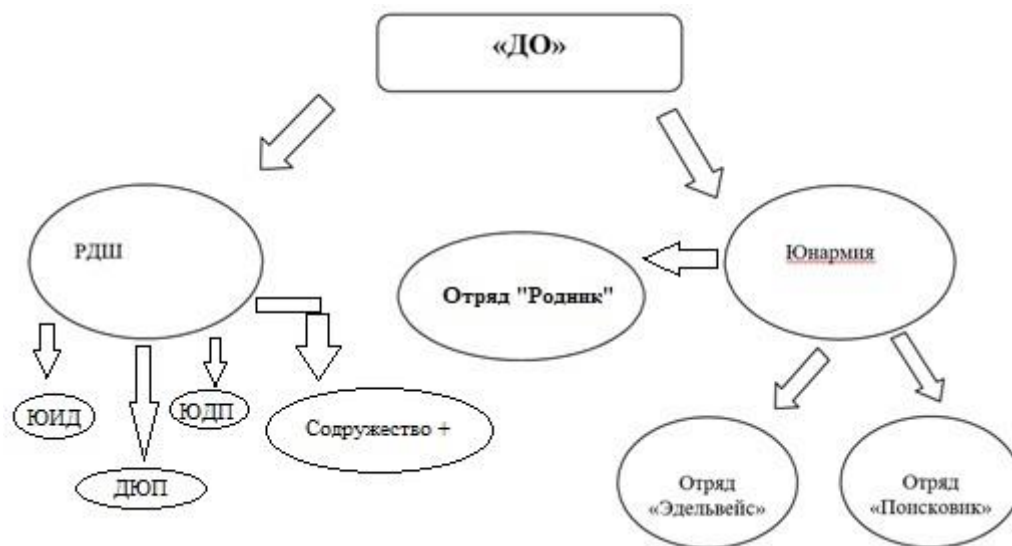 «ДО»
РДШ
Юнармия
Отряд "Родник"
ЮИД
ЮДП
Содружество +
ДЮП
Отряд
«Эдельвейс»
Отряд
«Поисковик»